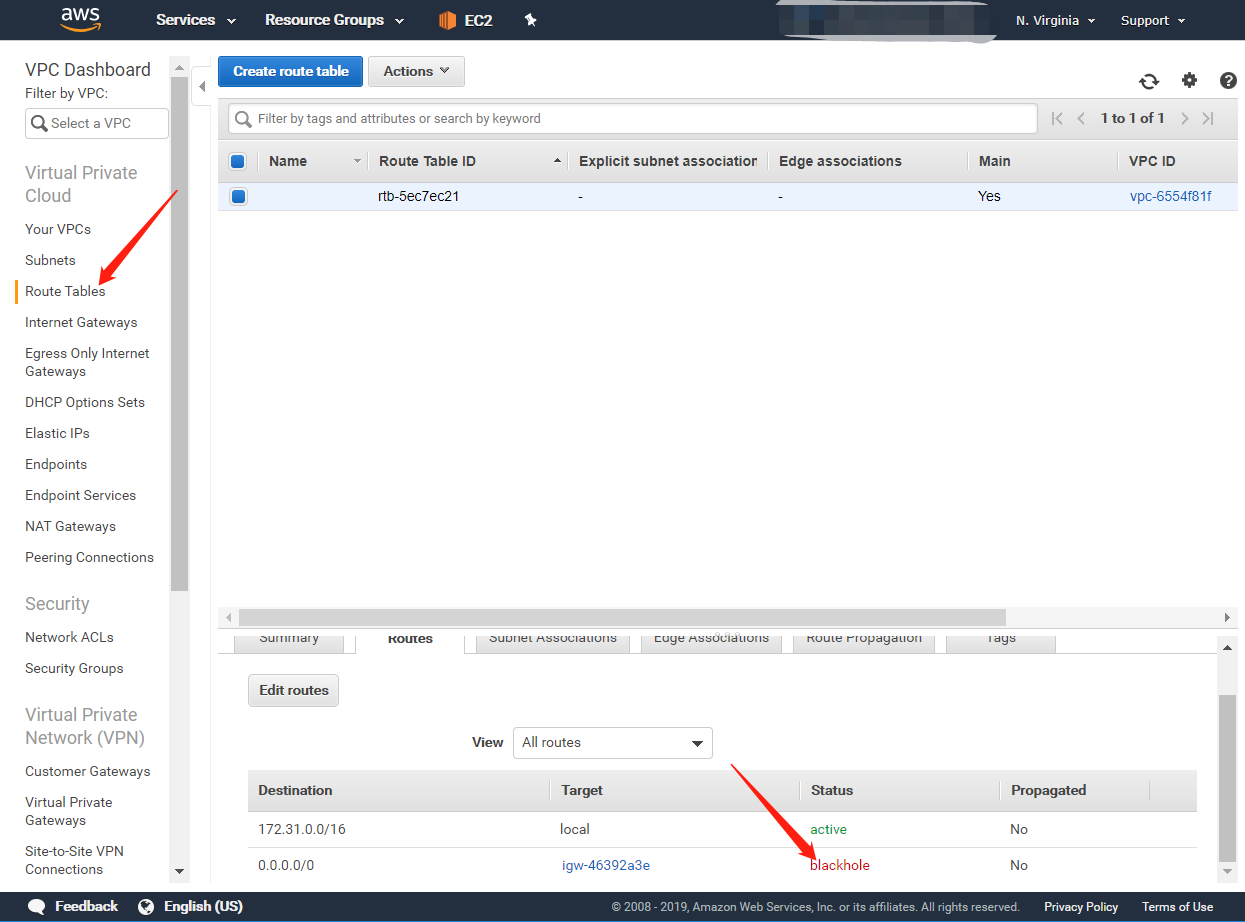 aws
Services
Resource Groups
EC2
N. Virginia
Support
VPC Dashboard
Filter by VPC:
Select a VPC
Virtual Private
Cloud
Your VPCs
Subnets
Route Tables
Internet Gateways
Egress Only Internet
Gateways
DHCP Options Sets
Elastic IPs
Endpoints
Endpoint Services
NAT Gateways
Peering Connections
Security
Network ACLs
Security Groups
Virtual Private
Network (VPN)
Customer Gateways
Virtual Private
Gateways
Site-to-Site VPN
Connections
Create route table
Actions
Filter by tags and attributes or search by keyword
1 to 1 of 1
Name Route Table ID Explicit subnet association Edge associations Main VPC ID
rtb-5ec7ec21 - - Yes vpc-6554f81f
Summary Routes Subnet Associations Edge Associations Route Propagation Tags
Edit routes
View All routes
Destination Target Status Propagated
172.31.0.0/16 local active No
0.0.0.0/0 igw-46392a3e blackhole No
Feedback English (US) © 2008 - 2019, Amazon Web Services, Inc. or its affiliates. All rights reserved. Privacy Policy Terms of Use